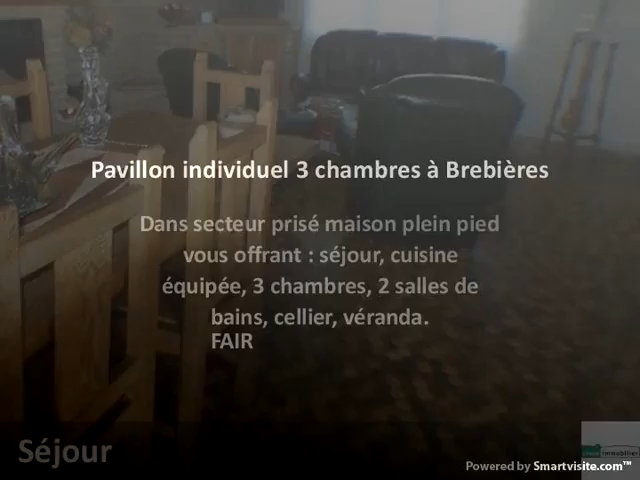 Pavillon individuel 3 chambres à Brebières
Dans secteur prisé maison plein pied
vous offrant : séjour, cuisine
équipée, 3 chambres, 2 salles de
bains, cellier, véranda.
FAIR
Séjour
immobilier
Powered by Smartvisite.com™